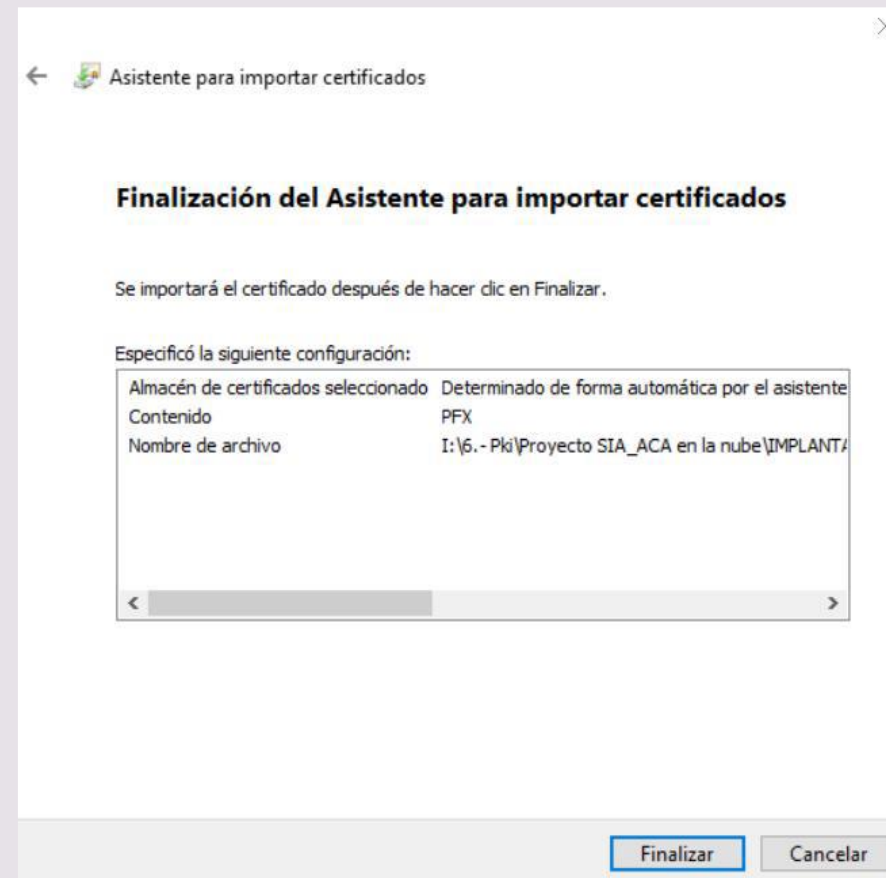 Asistente para importar certificados
Finalización del Asistente para importar certificados
Se importará el certificado después de hacer clic en Finalizar.
Especificó la siguiente configuración:
Almacén de certificados seleccionado Determinado de forma automática por el asistente
Contenido PFX
Nombre de archivo I:\6.- Pki\Proyecto SIA_ACA en la nube\IMPLANTA
Finalizar Cancelar